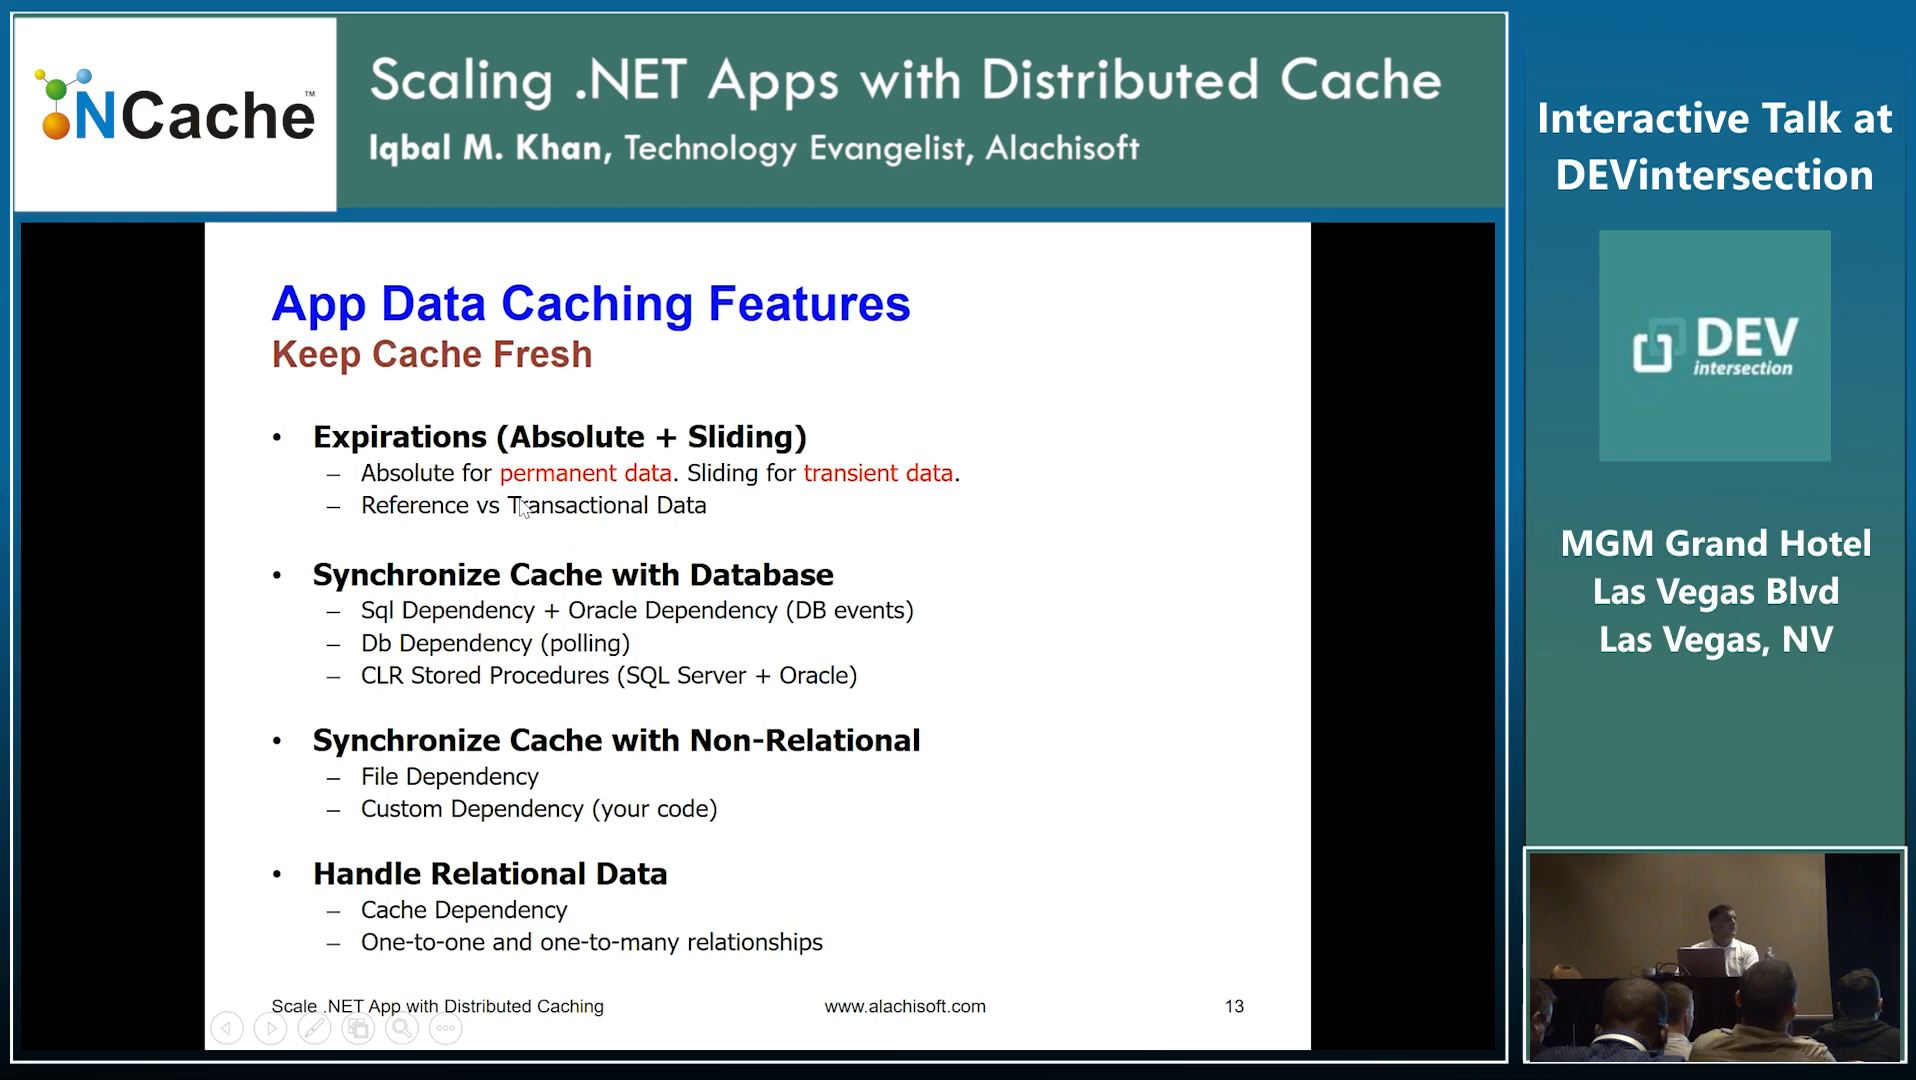 NCache™
Scaling .NET Apps with Distributed Cache
Iqbal M. Khan, Technology Evangelist, Alachisoft
Interactive Talk at
DEVintersection
DEV
intersection
MGM Grand Hotel
Las Vegas Blvd
Las Vegas, NV
App Data Caching Features
Keep Cache Fresh
• Expirations (Absolute + Sliding)
– Absolute for permanent data. Sliding for transient data.
– Reference vs Transactional Data
• Synchronize Cache with Database
– Sql Dependency + Oracle Dependency (DB events)
– Db Dependency (polling)
– CLR Stored Procedures (SQL Server + Oracle)
• Synchronize Cache with Non-Relational
– File Dependency
– Custom Dependency (your code)
• Handle Relational Data
– Cache Dependency
– One-to-one and one-to-many relationships
Scale .NET App with Distributed Caching
www.alachisoft.com
13